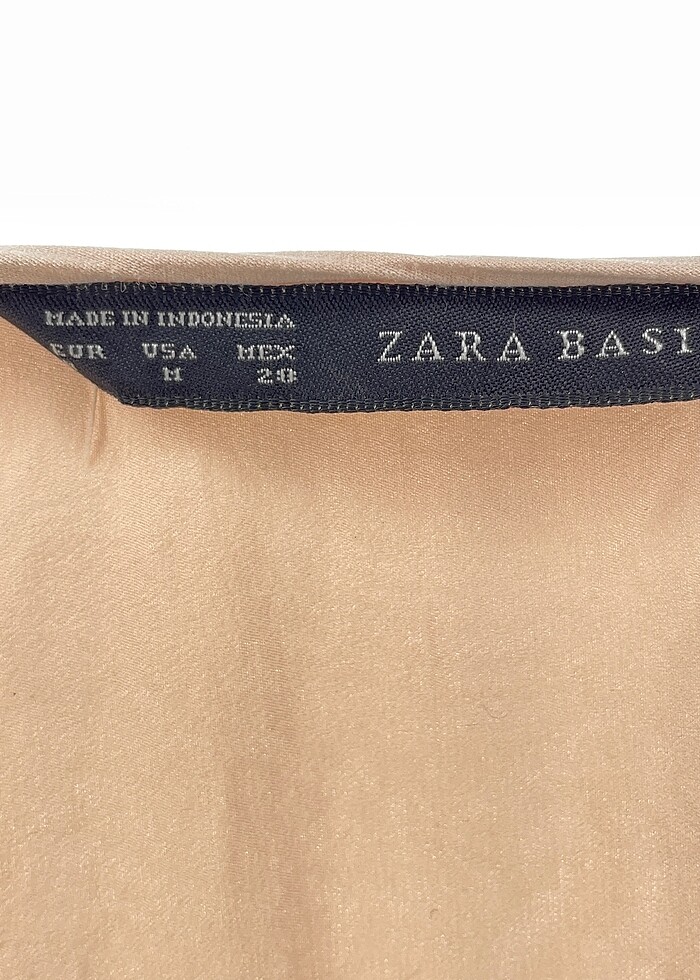 MADE IN INDONESIA
EUR USA MEX
M 28
ZARA BASI